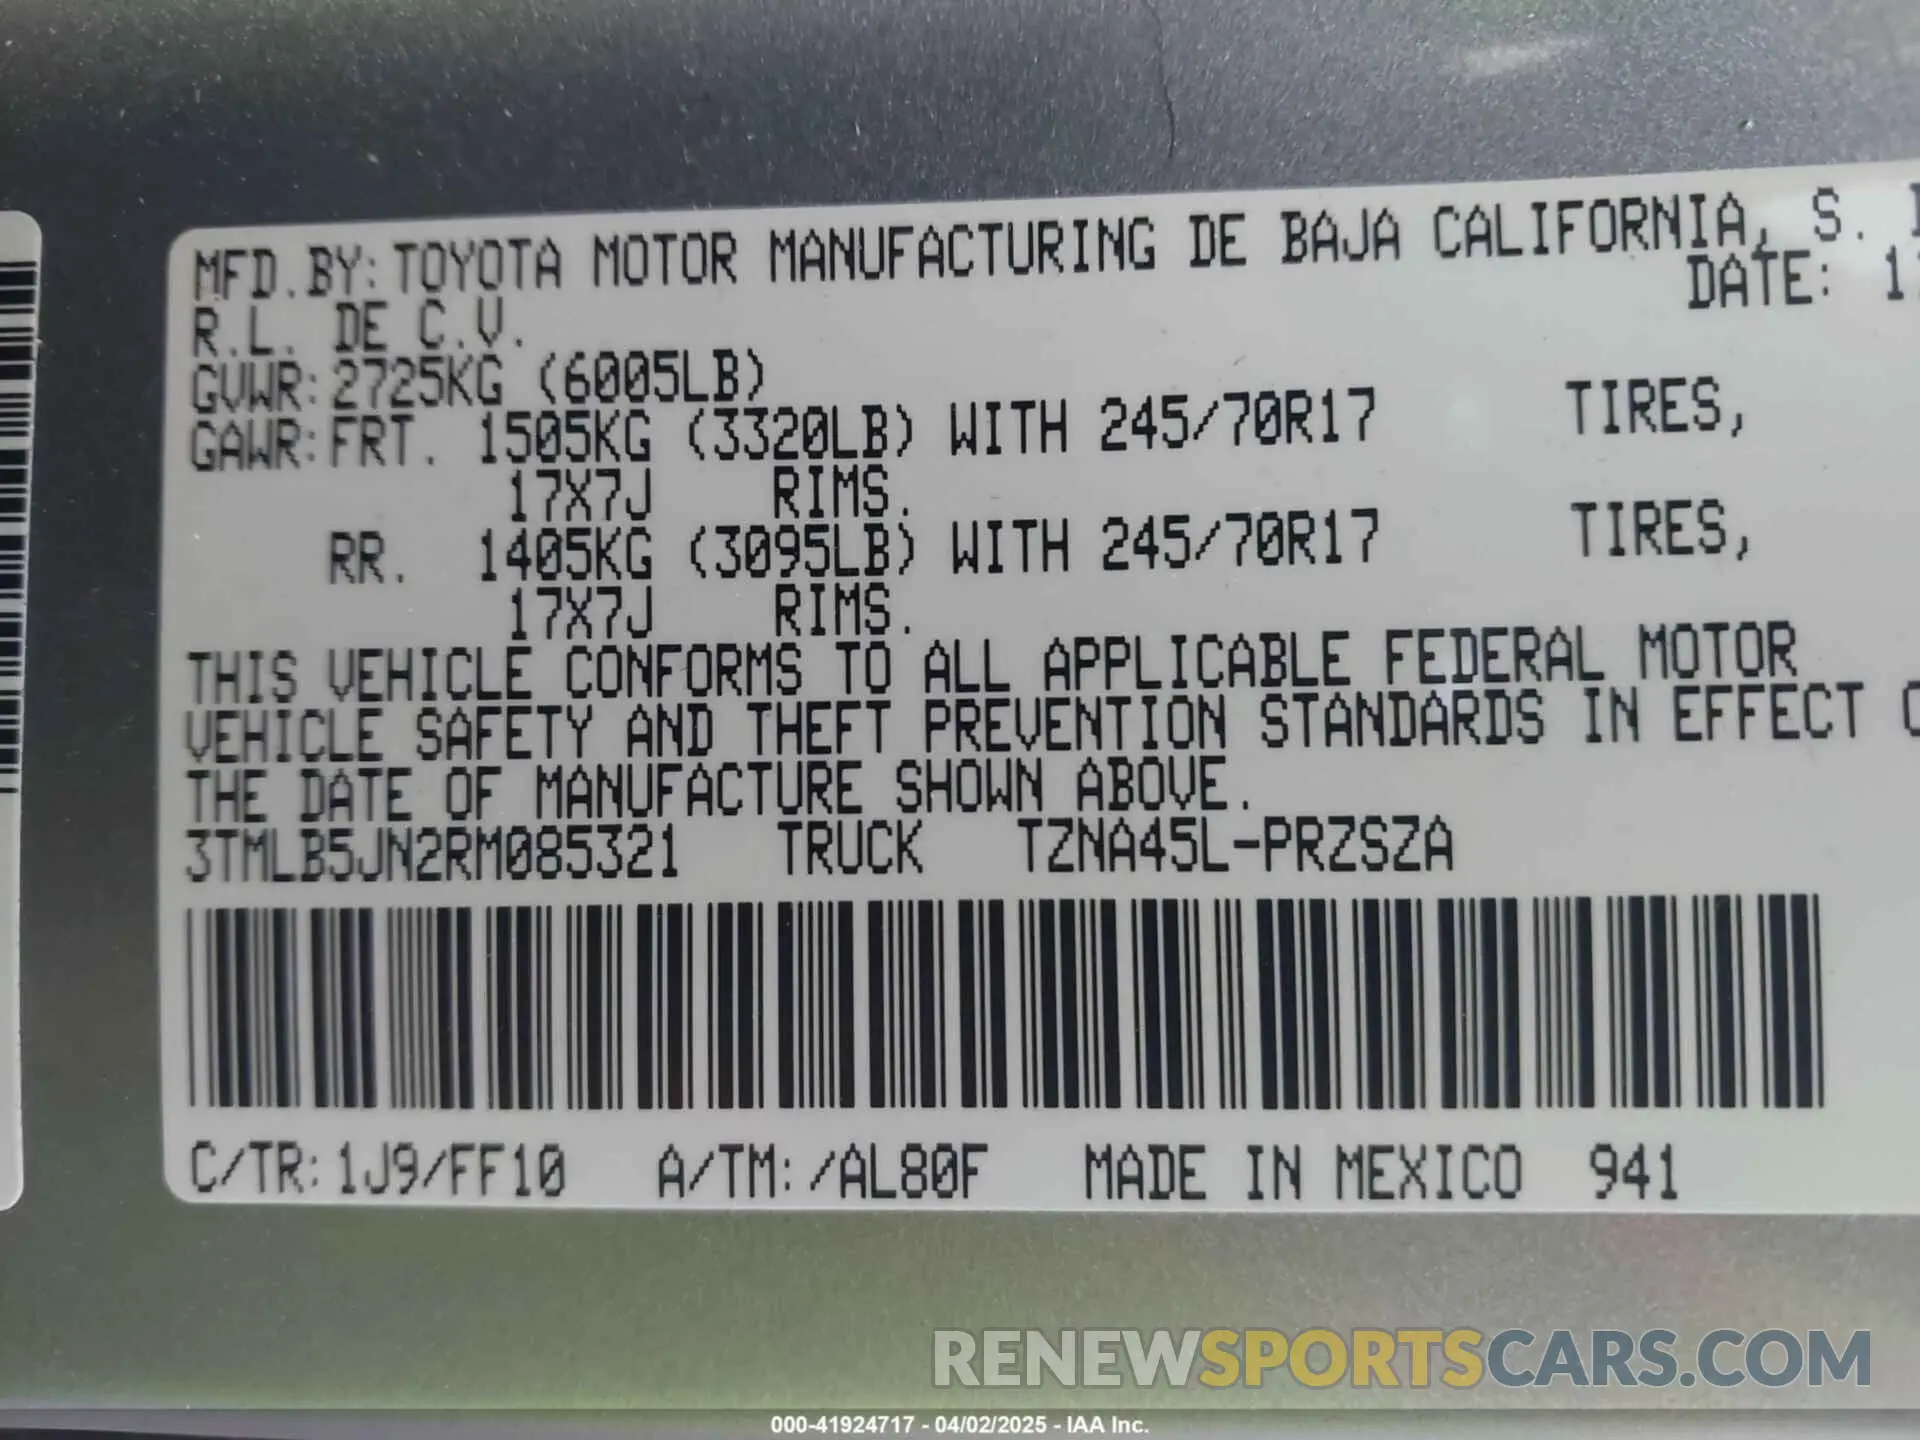 MFD.BY: TOYOTA MOTOR MANUFACTURING DE BAJA CALIFORNIA, S.
R.L. DE C.V. DATE:
GVWR: 2725KG (6005LB)
GAWR: FRT. 1505KG (3320LB) WITH 245/70R17 TIRES,
17X7J RIMS.
RR. 1405KG (3095LB) WITH 245/70R17 TIRES,
17X7J RIMS.
THIS VEHICLE CONFORMS TO ALL APPLICABLE FEDERAL MOTOR
VEHICLE SAFETY AND THEFT PREVENTION STANDARDS IN EFFECT
THE DATE OF MANUFACTURE SHOWN ABOVE.
3TMLB5JN2RM085321 TRUCK TZNA45L-PRZSZA
C/TR: 1J9/FF10 A/TM: /AL80F MADE IN MEXICO 941
RENEWSPORTSCARS.COM
000-41924717 - 04/02/2025 - IAA Inc.